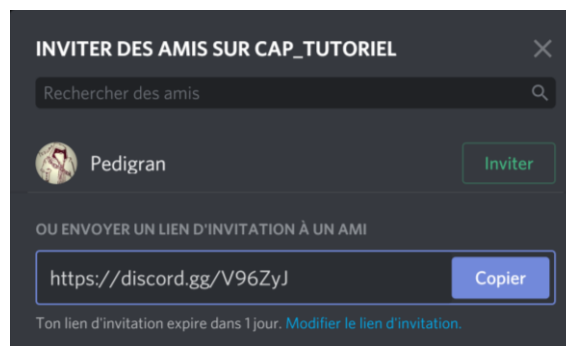 INVITER DES AMIS SUR CAP_TUTORIEL
Rechercher des amis
Pedigran
Inviter
OU ENVOYER UN LIEN D'INVITATION À UN AMI
https://discord.gg/V96ZyJ
Copier
Ton lien d'invitation expire dans 1 jour. Modifier le lien d'invitation.